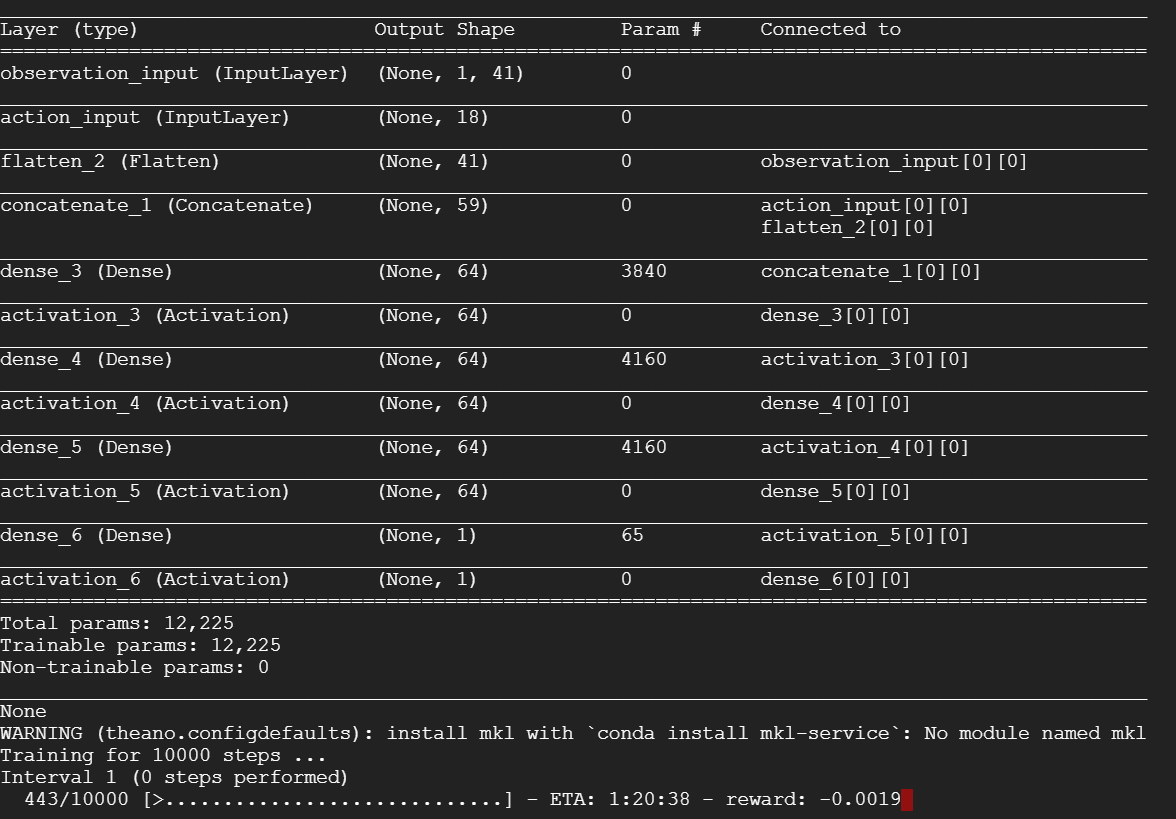 Layer (type) Output Shape Param # Connected to
================================================================================
observation_input (InputLayer) (None, 1, 41) 0
action_input (InputLayer) (None, 18) 0
flatten_2 (Flatten) (None, 41) 0 observation_input[0][0]
concatenate_1 (Concatenate) (None, 59) 0 action_input[0][0]
flatten_2[0][0]
dense_3 (Dense) (None, 64) 3840 concatenate_1[0][0]
activation_3 (Activation) (None, 64) 0 dense_3[0][0]
dense_4 (Dense) (None, 64) 4160 activation_3[0][0]
activation_4 (Activation) (None, 64) 0 dense_4[0][0]
dense_5 (Dense) (None, 64) 4160 activation_4[0][0]
activation_5 (Activation) (None, 64) 0 dense_5[0][0]
dense_6 (Dense) (None, 1) 65 activation_5[0][0]
activation_6 (Activation) (None, 1) 0 dense_6[0][0]
================================================================================
Total params: 12,225
Trainable params: 12,225
Non-trainable params: 0
None
WARNING (theano.configdefaults): install mkl with `conda install mkl-service`: No module named mkl
Training for 10000 steps ...
Interval 1 (0 steps performed)
443/10000 [>.............................] - ETA: 1:20:38 - reward: -0.0019